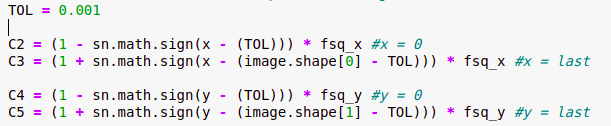 TOL = 0.001
C2 = (1 - sn.math.sign(x - (TOL))) * fsq_x #x = 0
C3 = (1 + sn.math.sign(x - (image.shape[0] - TOL))) * fsq_x #x = last
C4 = (1 - sn.math.sign(y - (TOL))) * fsq_y #y = 0
C5 = (1 + sn.math.sign(y - (image.shape[1] - TOL))) * fsq_y #y = last